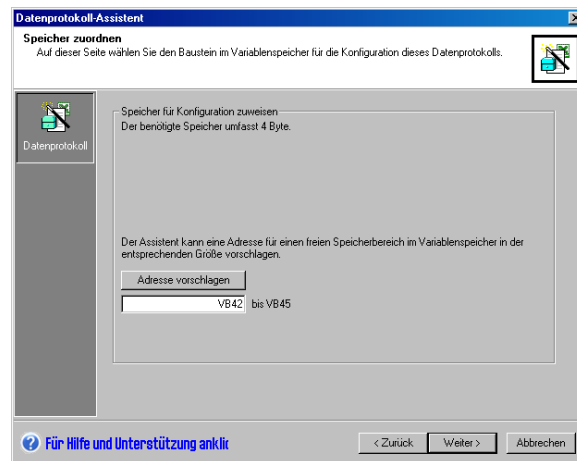 Datenprotokoll-Assistent
Speicher zuordnen
Auf dieser Seite wählen Sie den Baustein im Variablenspeicher für die Konfiguration dieses Datenprotokolls.
Datenprotokoll
Speicher für Konfiguration zuweisen
Der benötigte Speicher umfasst 4 Byte.
Der Assistent kann eine Adresse für einen freien Speicherbereich im Variablenspeicher in der
entsprechenden Größe vorschlagen.
Adresse vorschlagen
VB42 bis VB45
Für Hilfe und Unterstützung anklic
< Zurück Weiter > Abbrechen